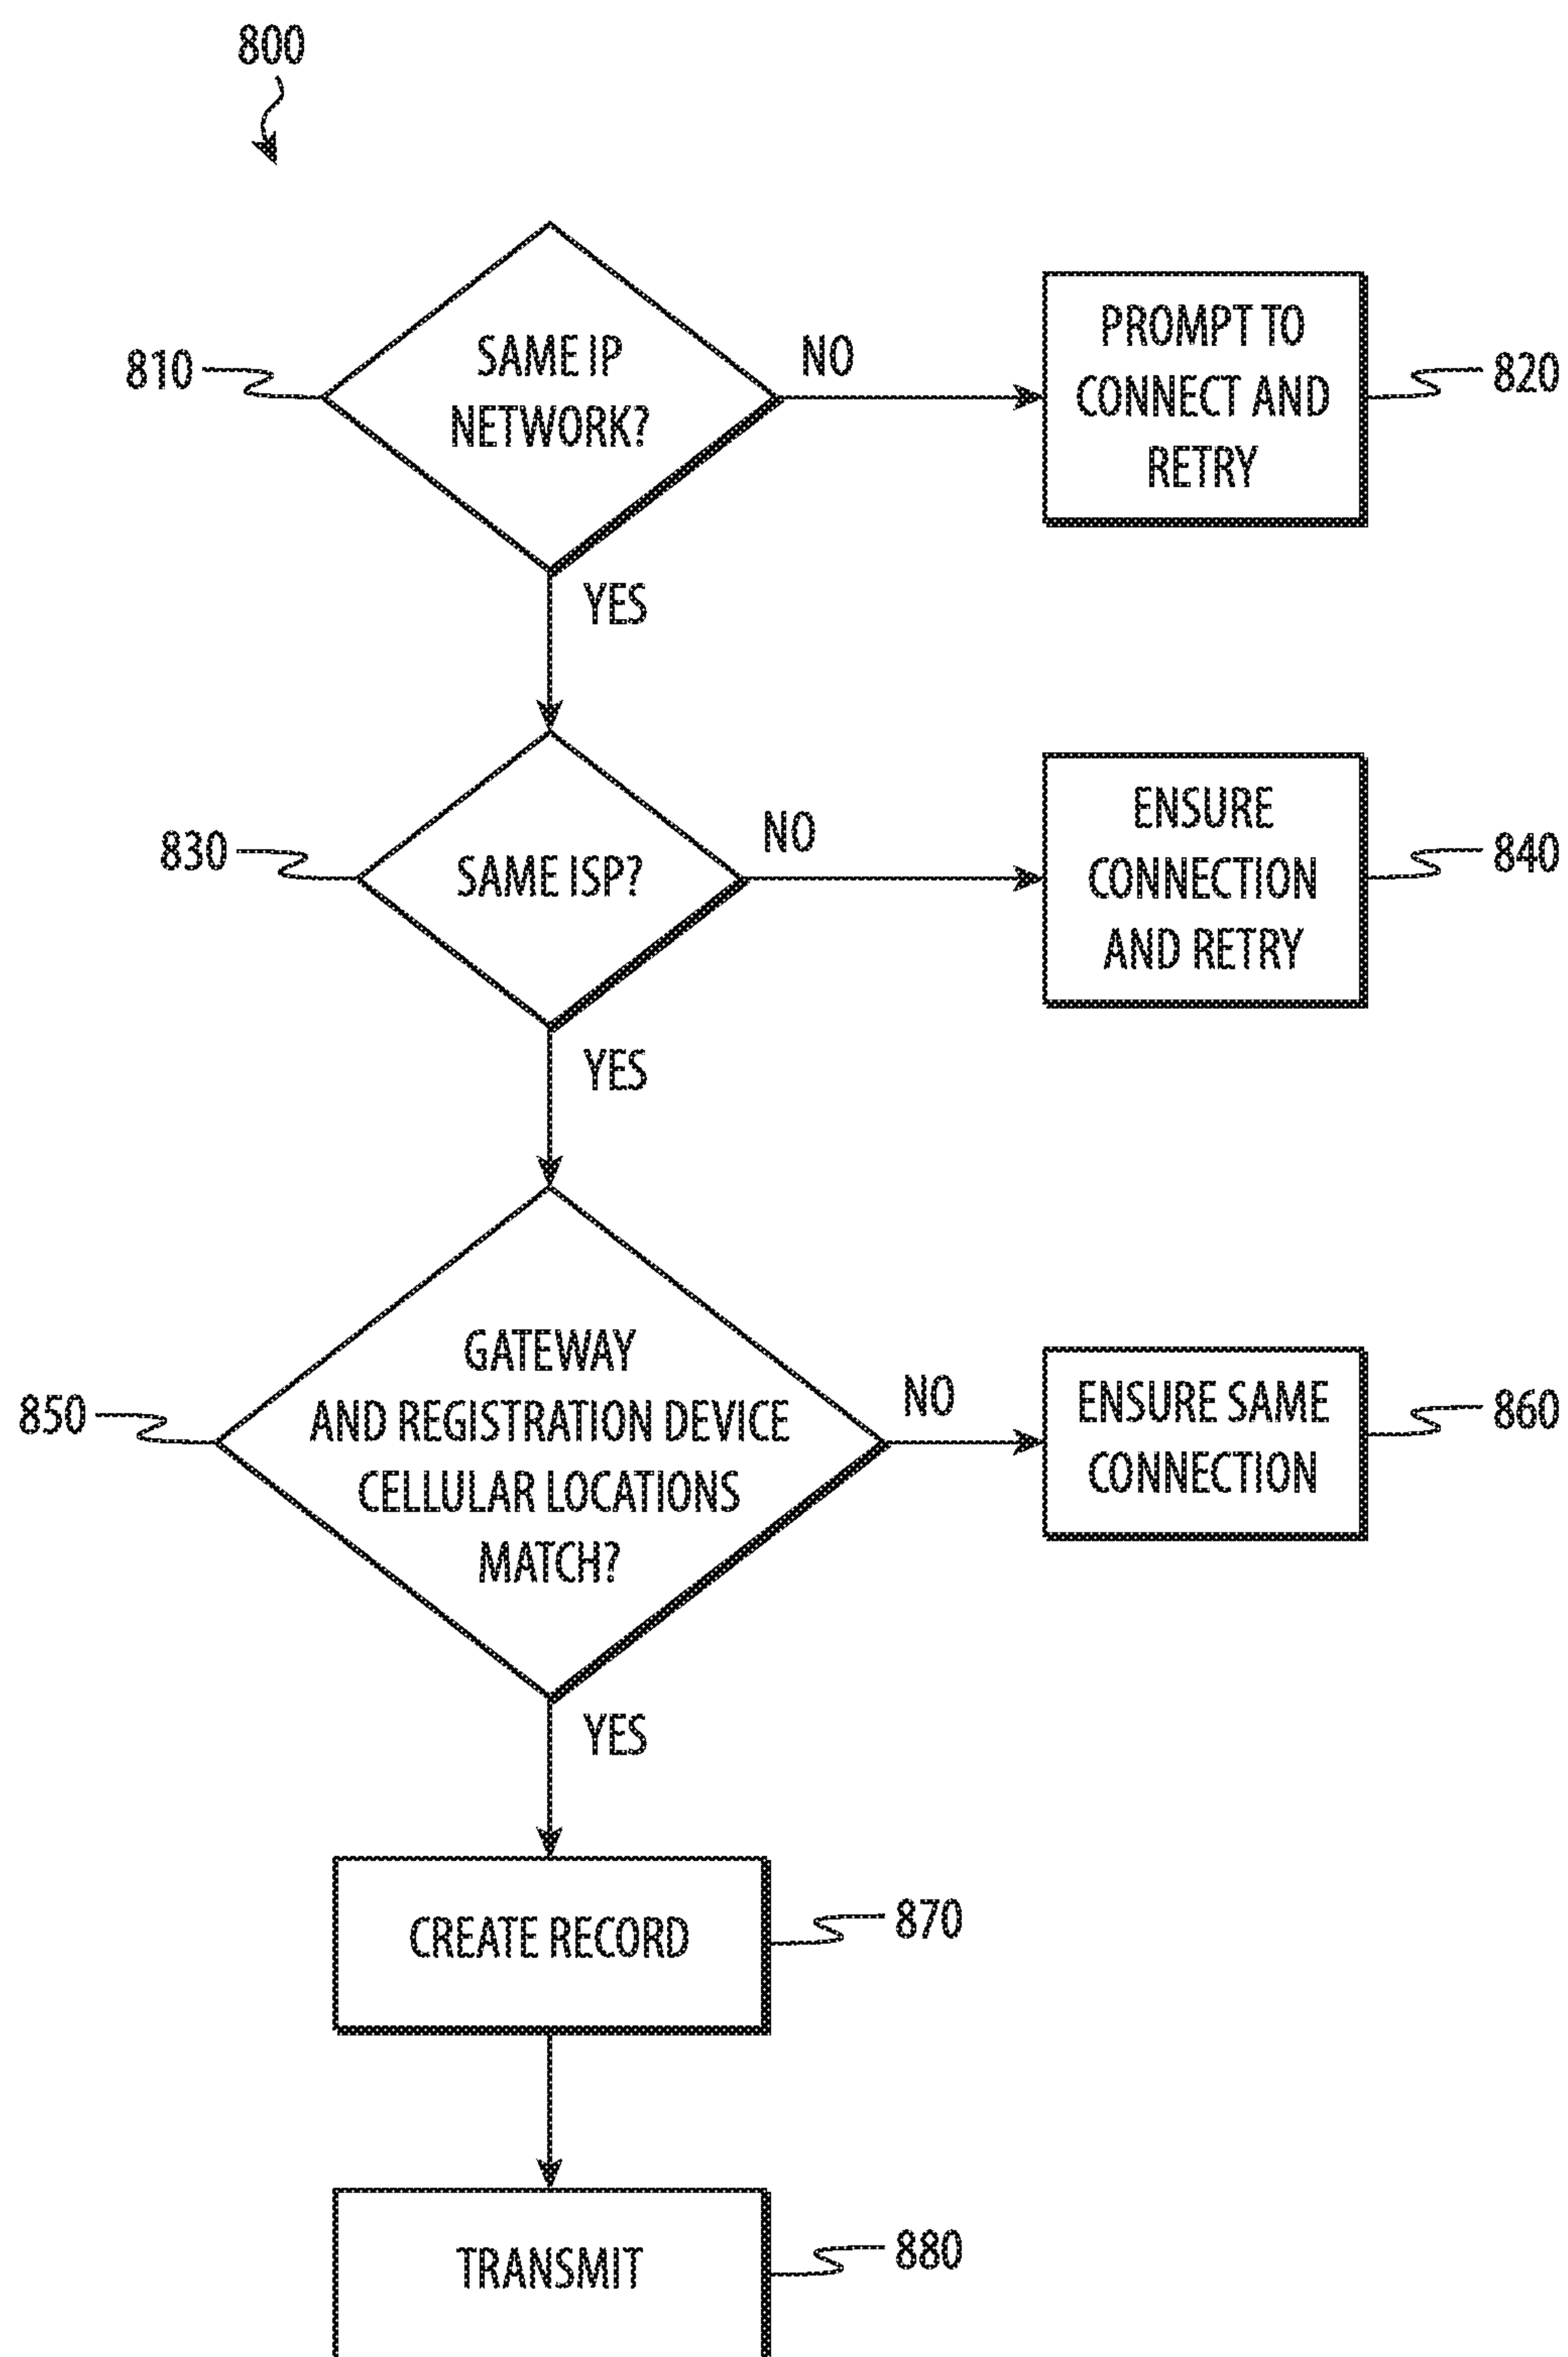 800
810
SAME IP
NETWORK?
NO
PROMPT TO
CONNECT AND
RETRY
820
YES
830
SAME ISP?
NO
ENSURE
CONNECTION
AND RETRY
840
YES
850
GATEWAY
AND REGISTRATION DEVICE
CELLULAR LOCATIONS
MATCH?
NO
ENSURE SAME
CONNECTION
860
YES
CREATE RECORD
870
TRANSMIT
880